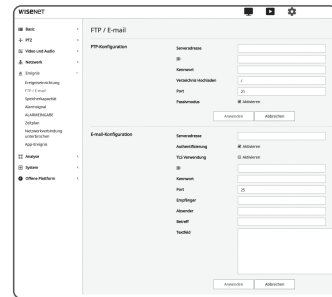 WISENET
Basic
PTZ
Video und Audio
Netzwerk
Ereignis
Ereigniseinrichtung
FTP / E-mail
Speicherkapazität
Alarmsignal
ALARMEINGABE
Zeitplan
Netzwerkverbindung unterbrochen
App-Ereignis
Analyse
System
Offene Plattform
FTP / E-mail
FTP-Konfiguration
Serveradresse
ID
Kennwort
Verzeichnis Hochladen /
Port 21
Passivmodus Aktivieren
Anwenden Abbrechen
E-mail-Konfiguration
Serveradresse
Authentifizierung Aktivieren
TLS Verwendung Aktivieren
ID
Kennwort
Port 25
Empfänger
Absender
Betreff
Textfeld
Anwenden Abbrechen